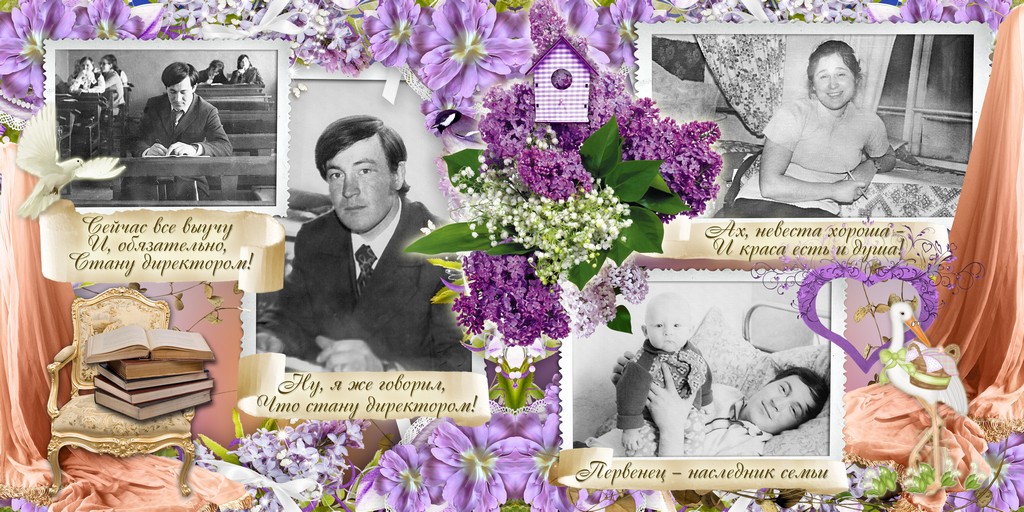 Сейчас все выучу
И, обязательно,
Стану директором!
Ну, я же говорил,
Что стану директором!
Ах, невеста хороша –
И краса есть и душа!
Первенец – наследник семьи